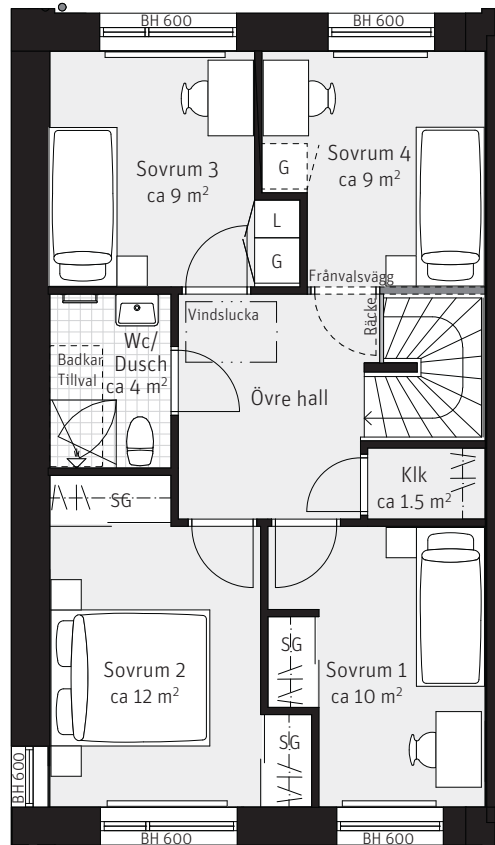 BH 600
BH 600
Sovrum 3
ca 9 m²
G
Sovrum 4
ca 9 m²
L
G
Frånvalsvägg
Räcke
Vindslucka
Wc/
Dusch
ca 4 m²
Badkar
Tillval
Övre hall
Klk
ca 1.5 m²
SG
Sovrum 2
ca 12 m²
SG
Sovrum 1
ca 10 m²
SG
BH 600
BH 600
BH 600